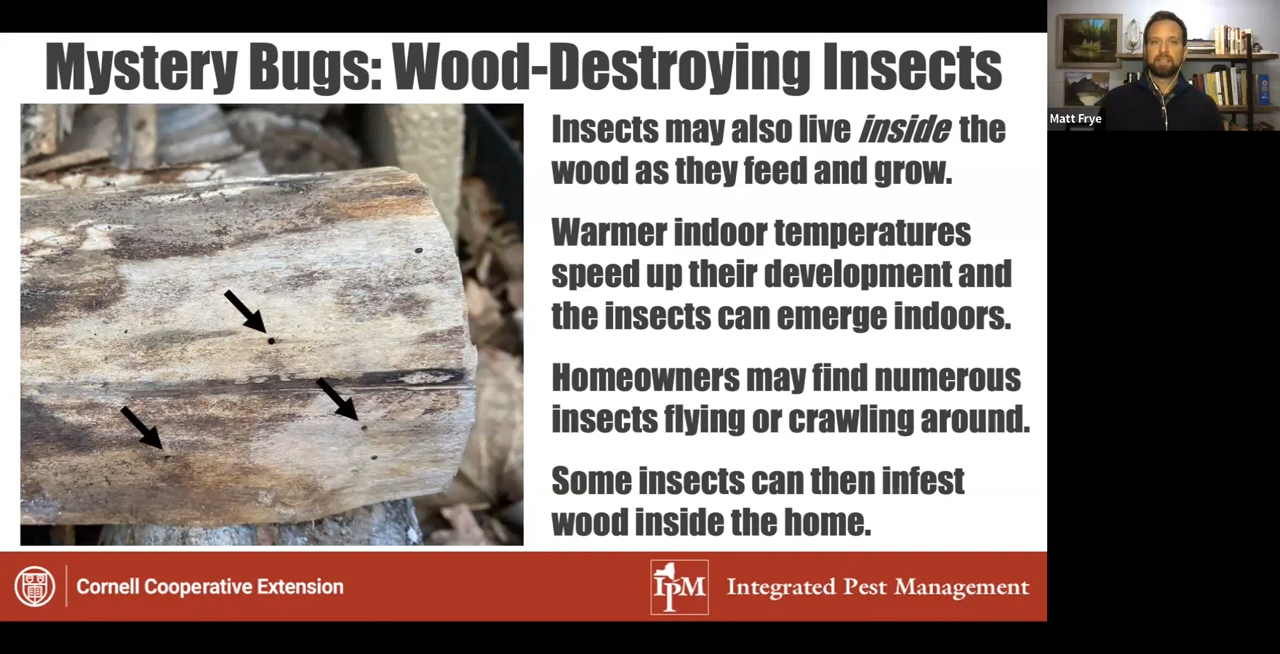 Mystery Bugs: Wood-Destroying Insects
Insects may also live inside the
wood as they feed and grow.
Warmer indoor temperatures
speed up their development and
the insects can emerge indoors.
Homeowners may find numerous
insects flying or crawling around.
Some insects can then infest
wood inside the home.
Cornell Cooperative Extension
IPM
Integrated Pest Management
Matt Frye